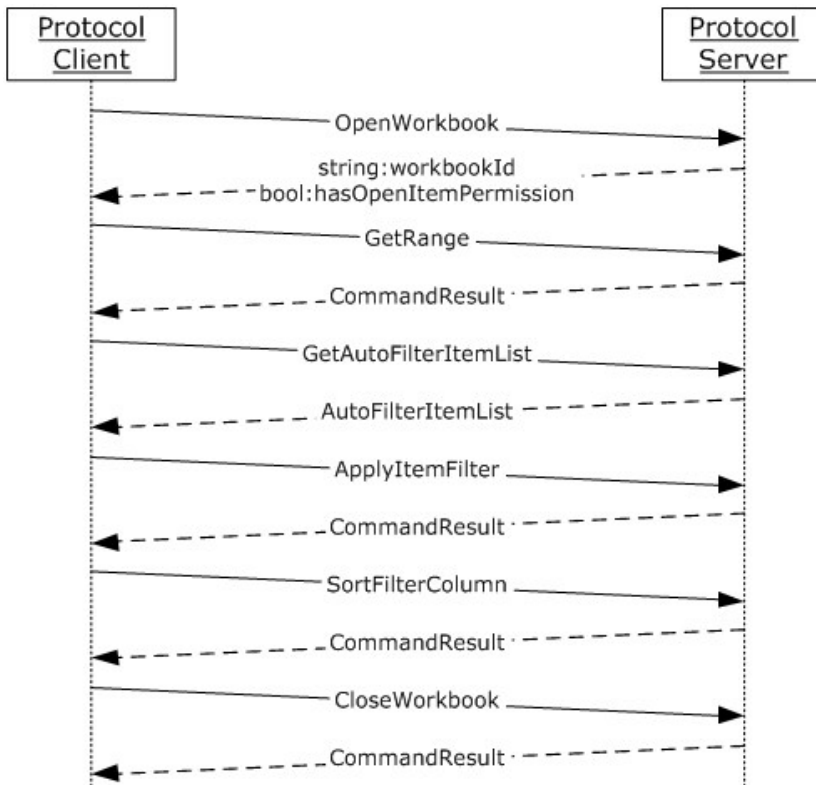 Protocol
Client
Protocol
Server
OpenWorkbook
string:workbookId
bool:hasOpenItemPermission
GetRange
CommandResult
GetAutoFilterItemList
AutoFilterItemList
ApplyItemFilter
CommandResult
SortFilterColumn
CommandResult
CloseWorkbook
CommandResult